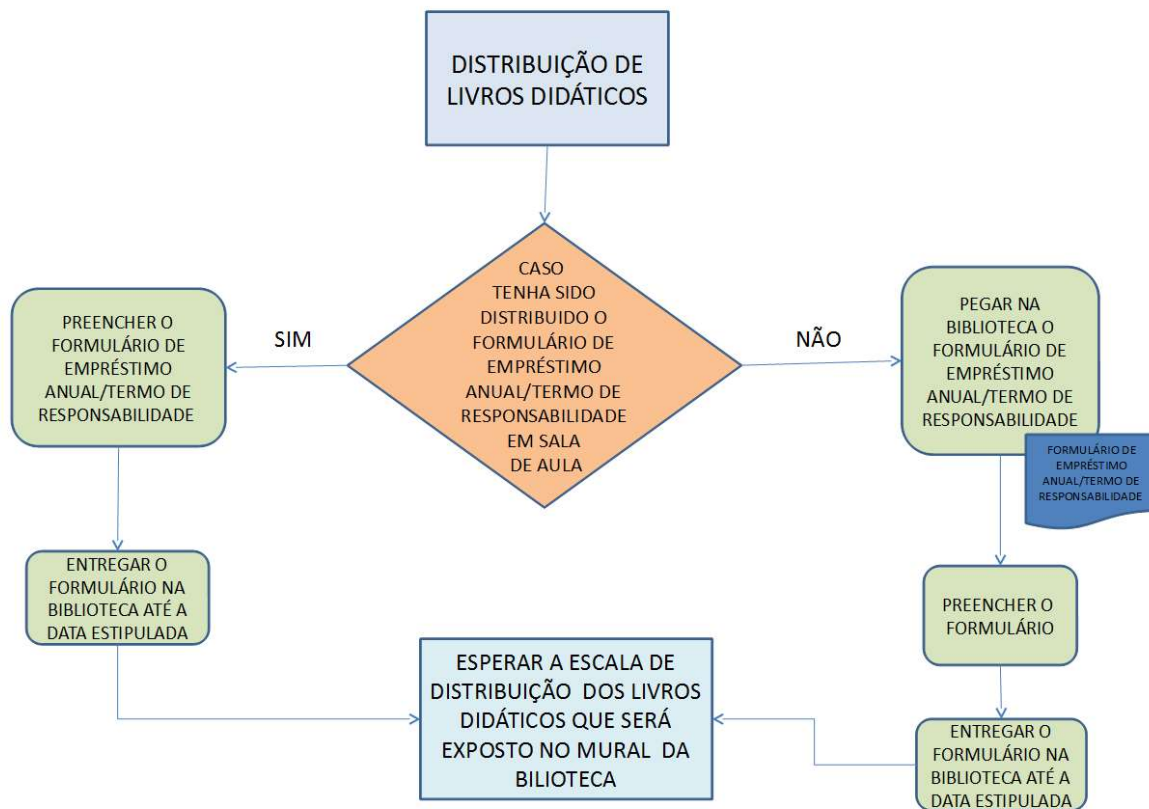 DISTRIBUIÇÃO DE
LIVROS DIDÁTICOS
CASO
TENHA SIDO
DISTRIBUIDO O
FORMULÁRIO DE
EMPRÉSTIMO
ANUAL/TERMO DE
RESPONSABILIDADE
EM SALA
DE AULA
SIM
NÃO
PREENCHER O
FORMULÁRIO DE
EMPRÉSTIMO
ANUAL/TERMO DE
RESPONSABILIDADE
PEGAR NA
BIBLIOTECA O
FORMULÁRIO DE
EMPRÉSTIMO
ANUAL/TERMO DE
RESPONSABILIDADE
FORMULÁRIO DE
EMPRÉSTIMO
ANUAL/TERMO DE
RESPONSABILIDADE
ENTREGAR O
FORMULÁRIO NA
BIBLIOTECA ATÉ A
DATA ESTIPULADA
PREENCHER O
FORMULÁRIO
ESPERAR A ESCALA DE
DISTRIBUIÇÃO DOS LIVROS
DIDÁTICOS QUE SERÁ
EXPOSTO NO MURAL DA
BILIOTECA
ENTREGAR O
FORMULÁRIO NA
BIBLIOTECA ATÉ A
DATA ESTIPULADA